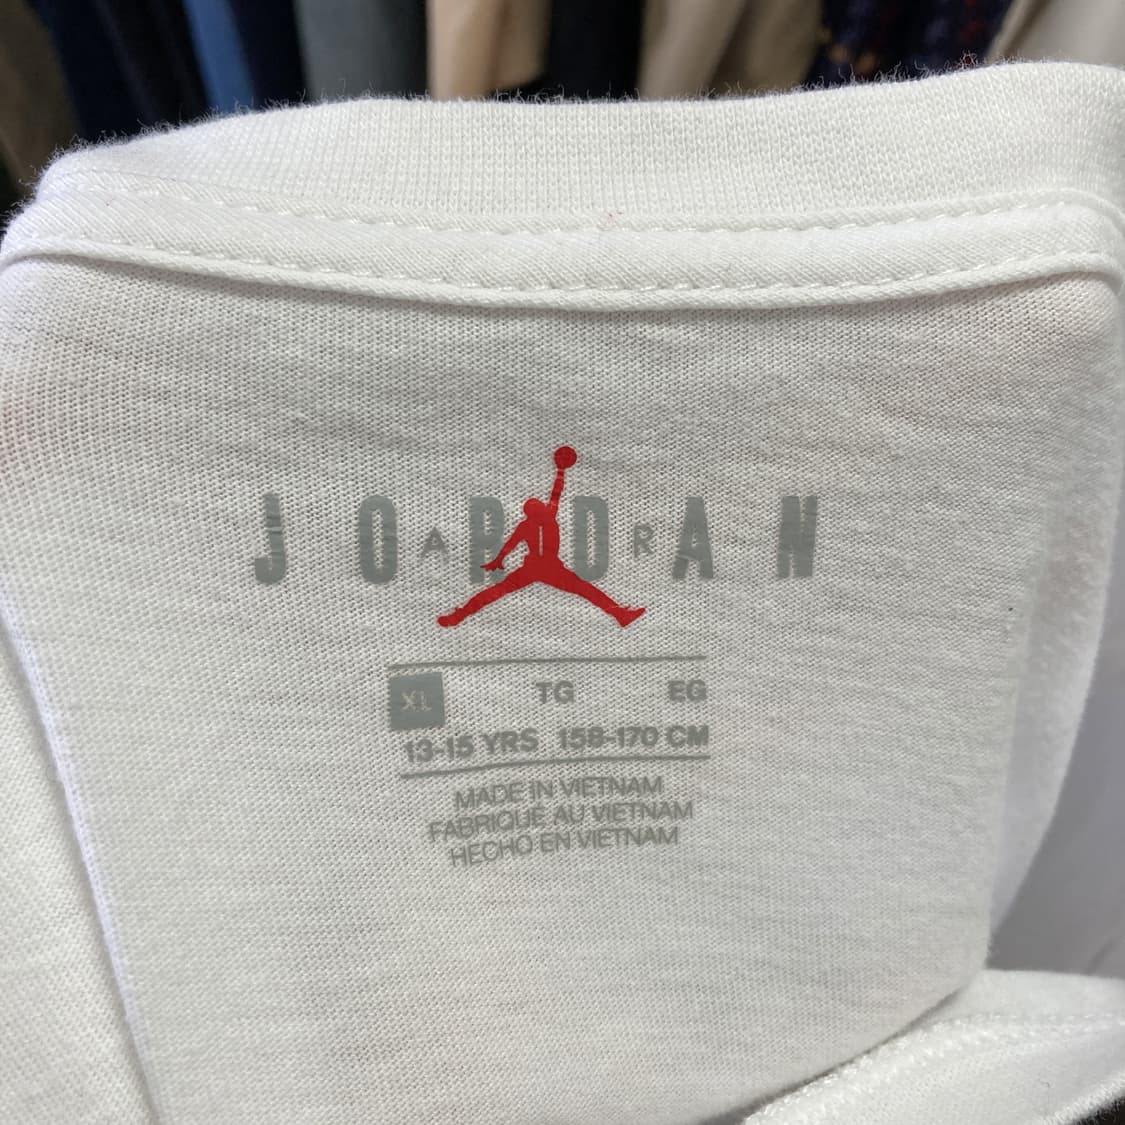 JORDAN
AIR
XL TG EG
13-15 YRS 158-170 CM
MADE IN VIETNAM
FABRIQUÉ AU VIETNAM
HECHO EN VIETNAM